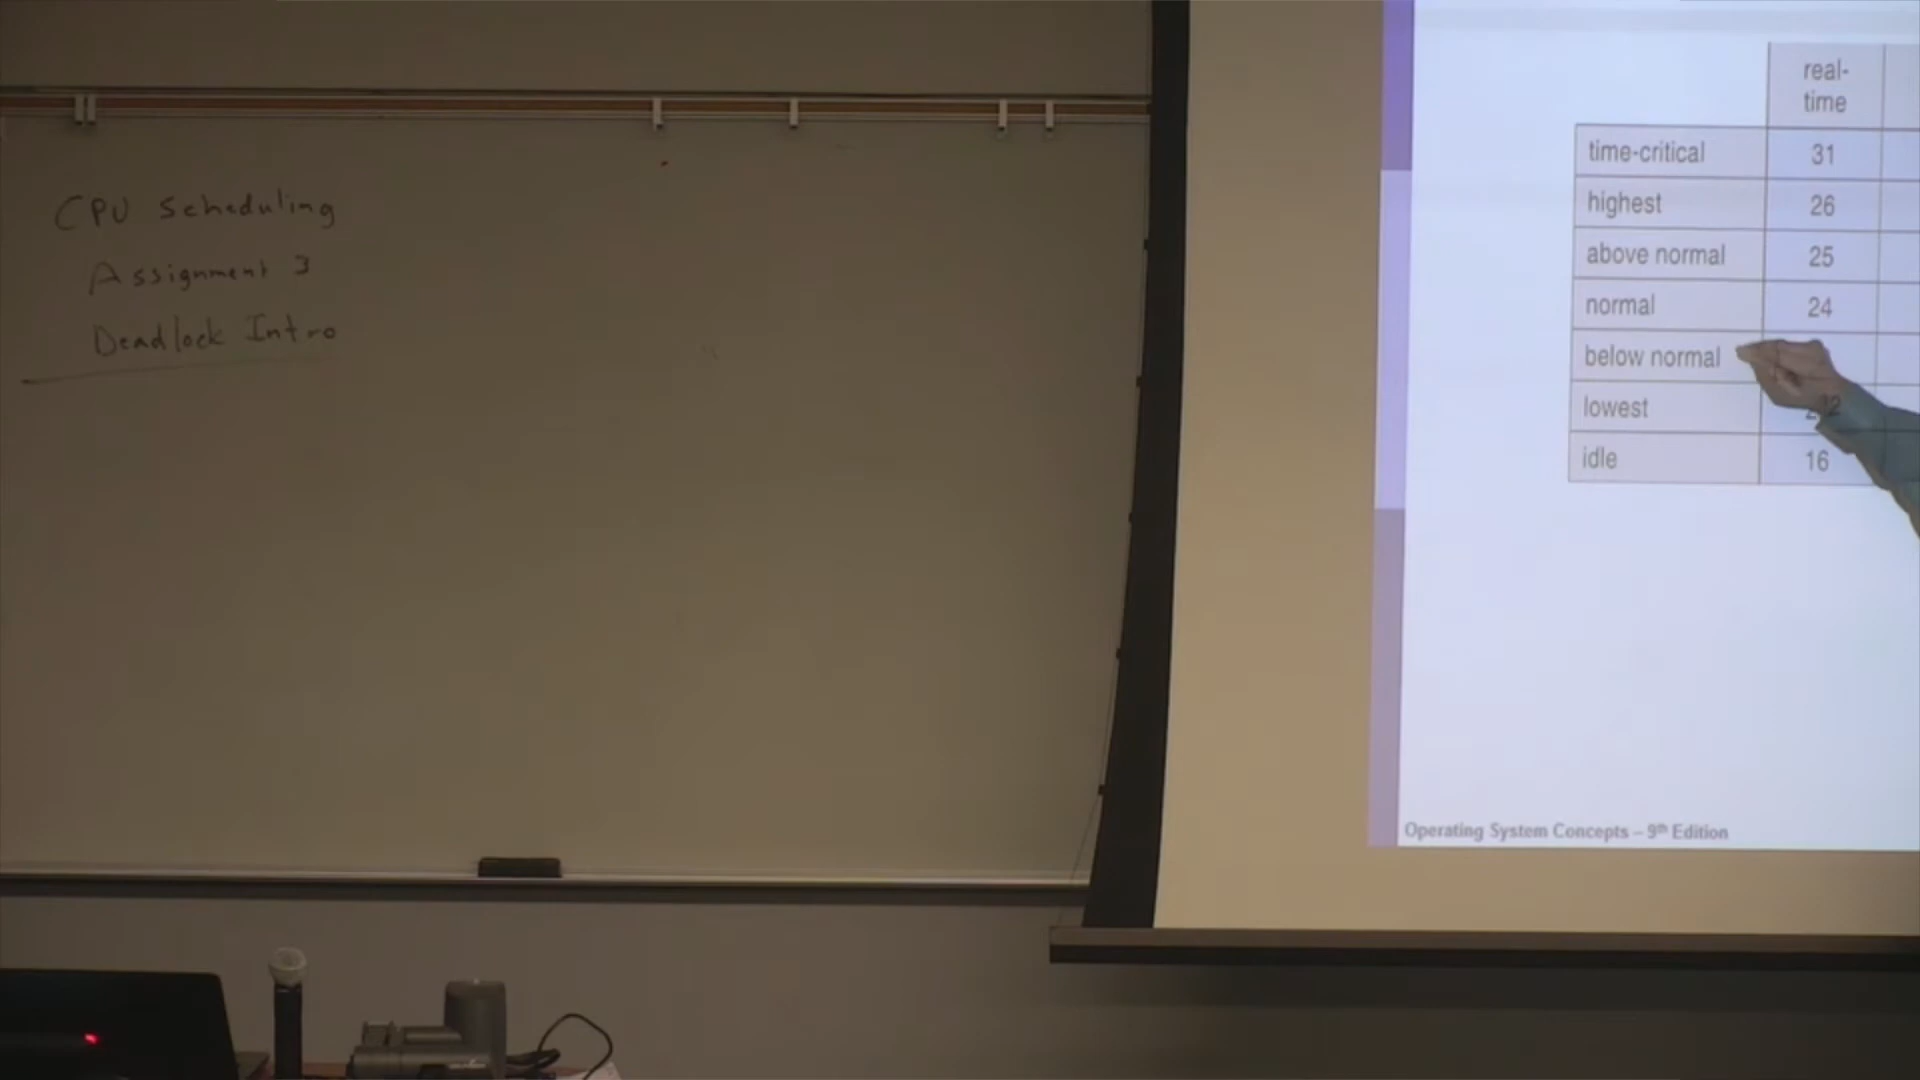 CPU Scheduling
Assignment 3
Deadlock Intro
real-
time
time-critical 31
highest 26
above normal 25
normal 24
below normal
lowest 22
idle 16
Operating System Concepts – 9th Edition